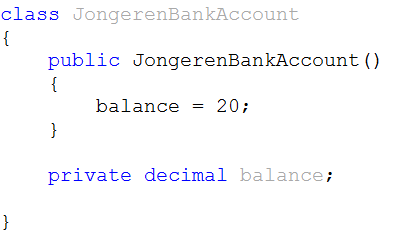 class JongerenBankAccount
{
    public JongerenBankAccount()
    {
        balance = 20;
    }
    private decimal balance;
}